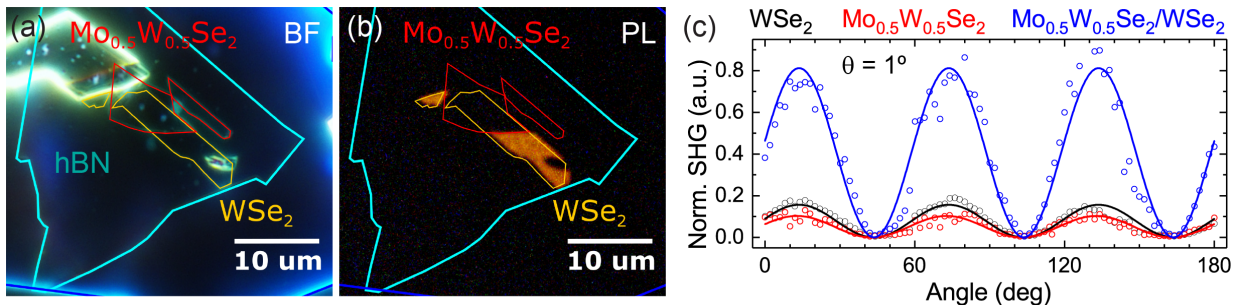 (a) BF
Mo0.5W0.5Se2
hBN
WSe2
10 um
(b) PL
Mo0.5W0.5Se2
WSe2
10 um
(c) WSe2 Mo0.5W0.5Se2 Mo0.5W0.5Se2/WSe2
θ = 1º
Norm. SHG (a.u.)
0.8
0.6
0.4
0.2
0.0
0 60 120 180
Angle (deg)